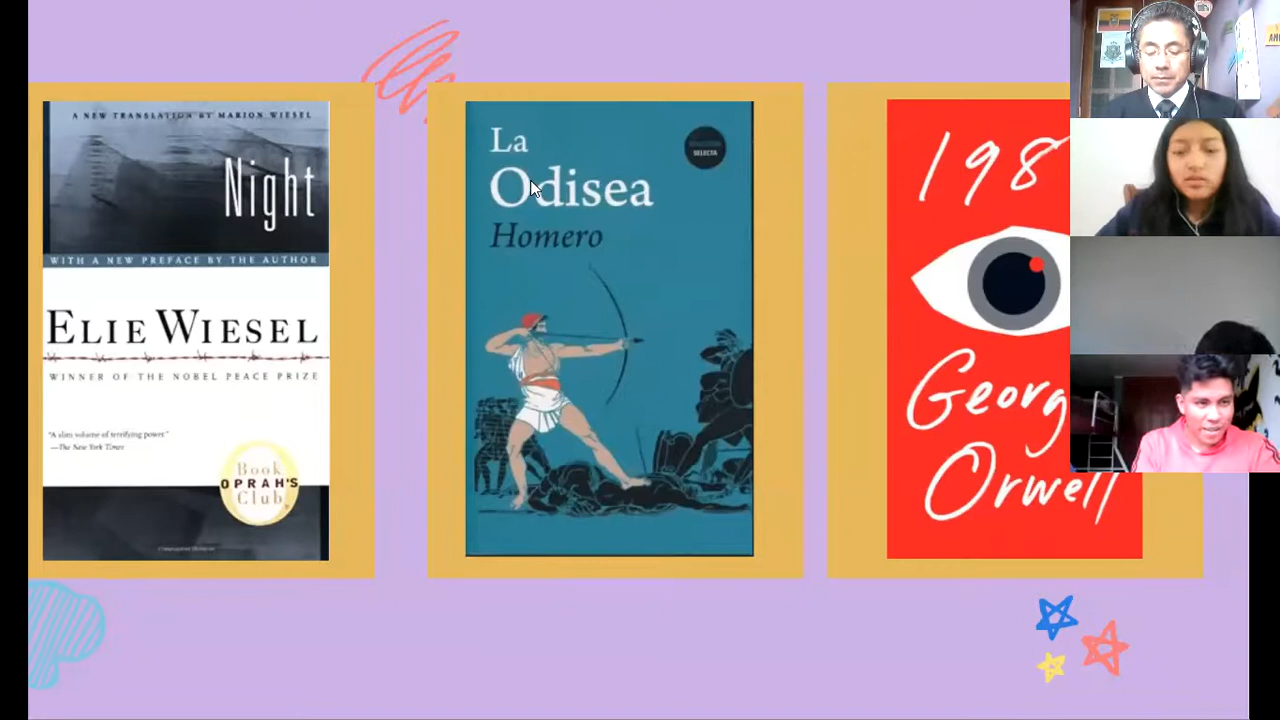 A NEW TRANSLATION BY MARION WIESEL
Night
WITH A NEW PREFACE BY THE AUTHOR
ELIE WIESEL
WINNER OF THE NOBEL PEACE PRIZE
"A slim volume of terrifying power."
—The New York Times
Book
OPRAH'S
Club
La
Odisea
Homero
SELECTA
198
Georg
Orwell